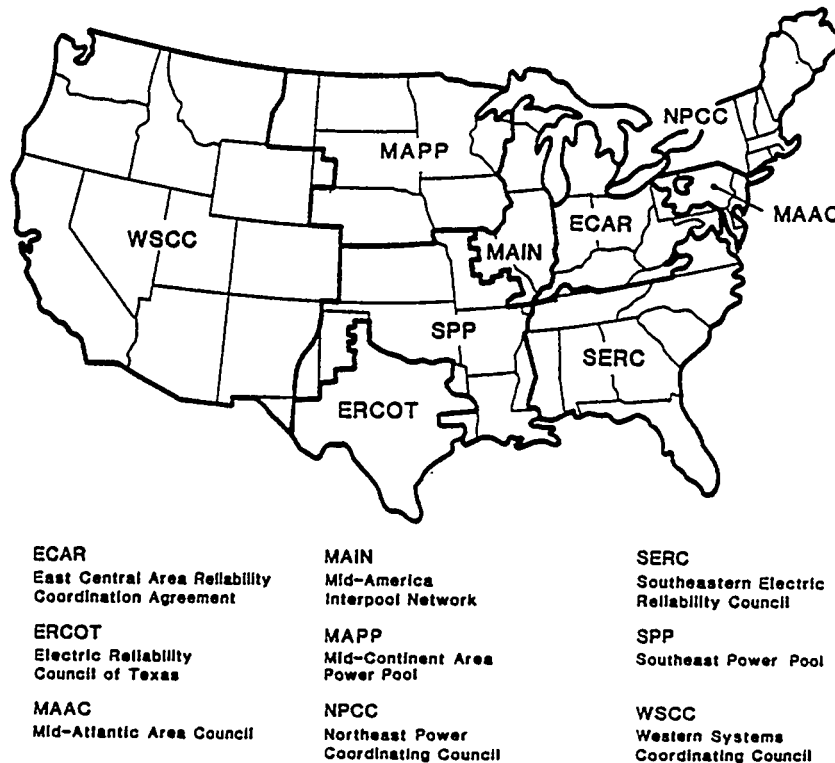 NPCC
MAPP
MAAC
ECAR
WSCC
MAIN
SPP
SERC
ERCOT
ECAR
East Central Area Reliability
Coordination Agreement
ERCOT
Electric Reliability
Council of Texas
MAAC
Mid-Atlantic Area Council
MAIN
Mid-America
Interpool Network
MAPP
Mid-Continent Area
Power Pool
NPCC
Northeast Power
Coordinating Council
SERC
Southeastern Electric
Reliability Council
SPP
Southeast Power Pool
WSCC
Western Systems
Coordinating Council